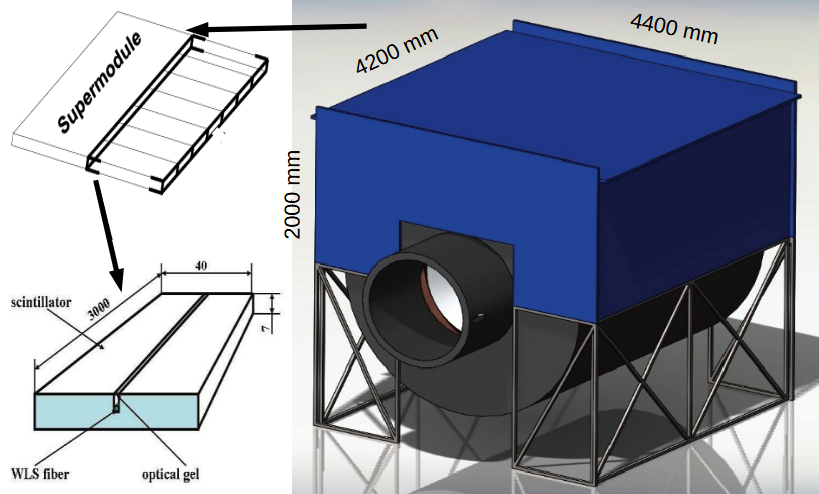 Supermodule
4200 mm
4400 mm
2000 mm
40
scintillator
3000
7
WLS fiber
optical gel